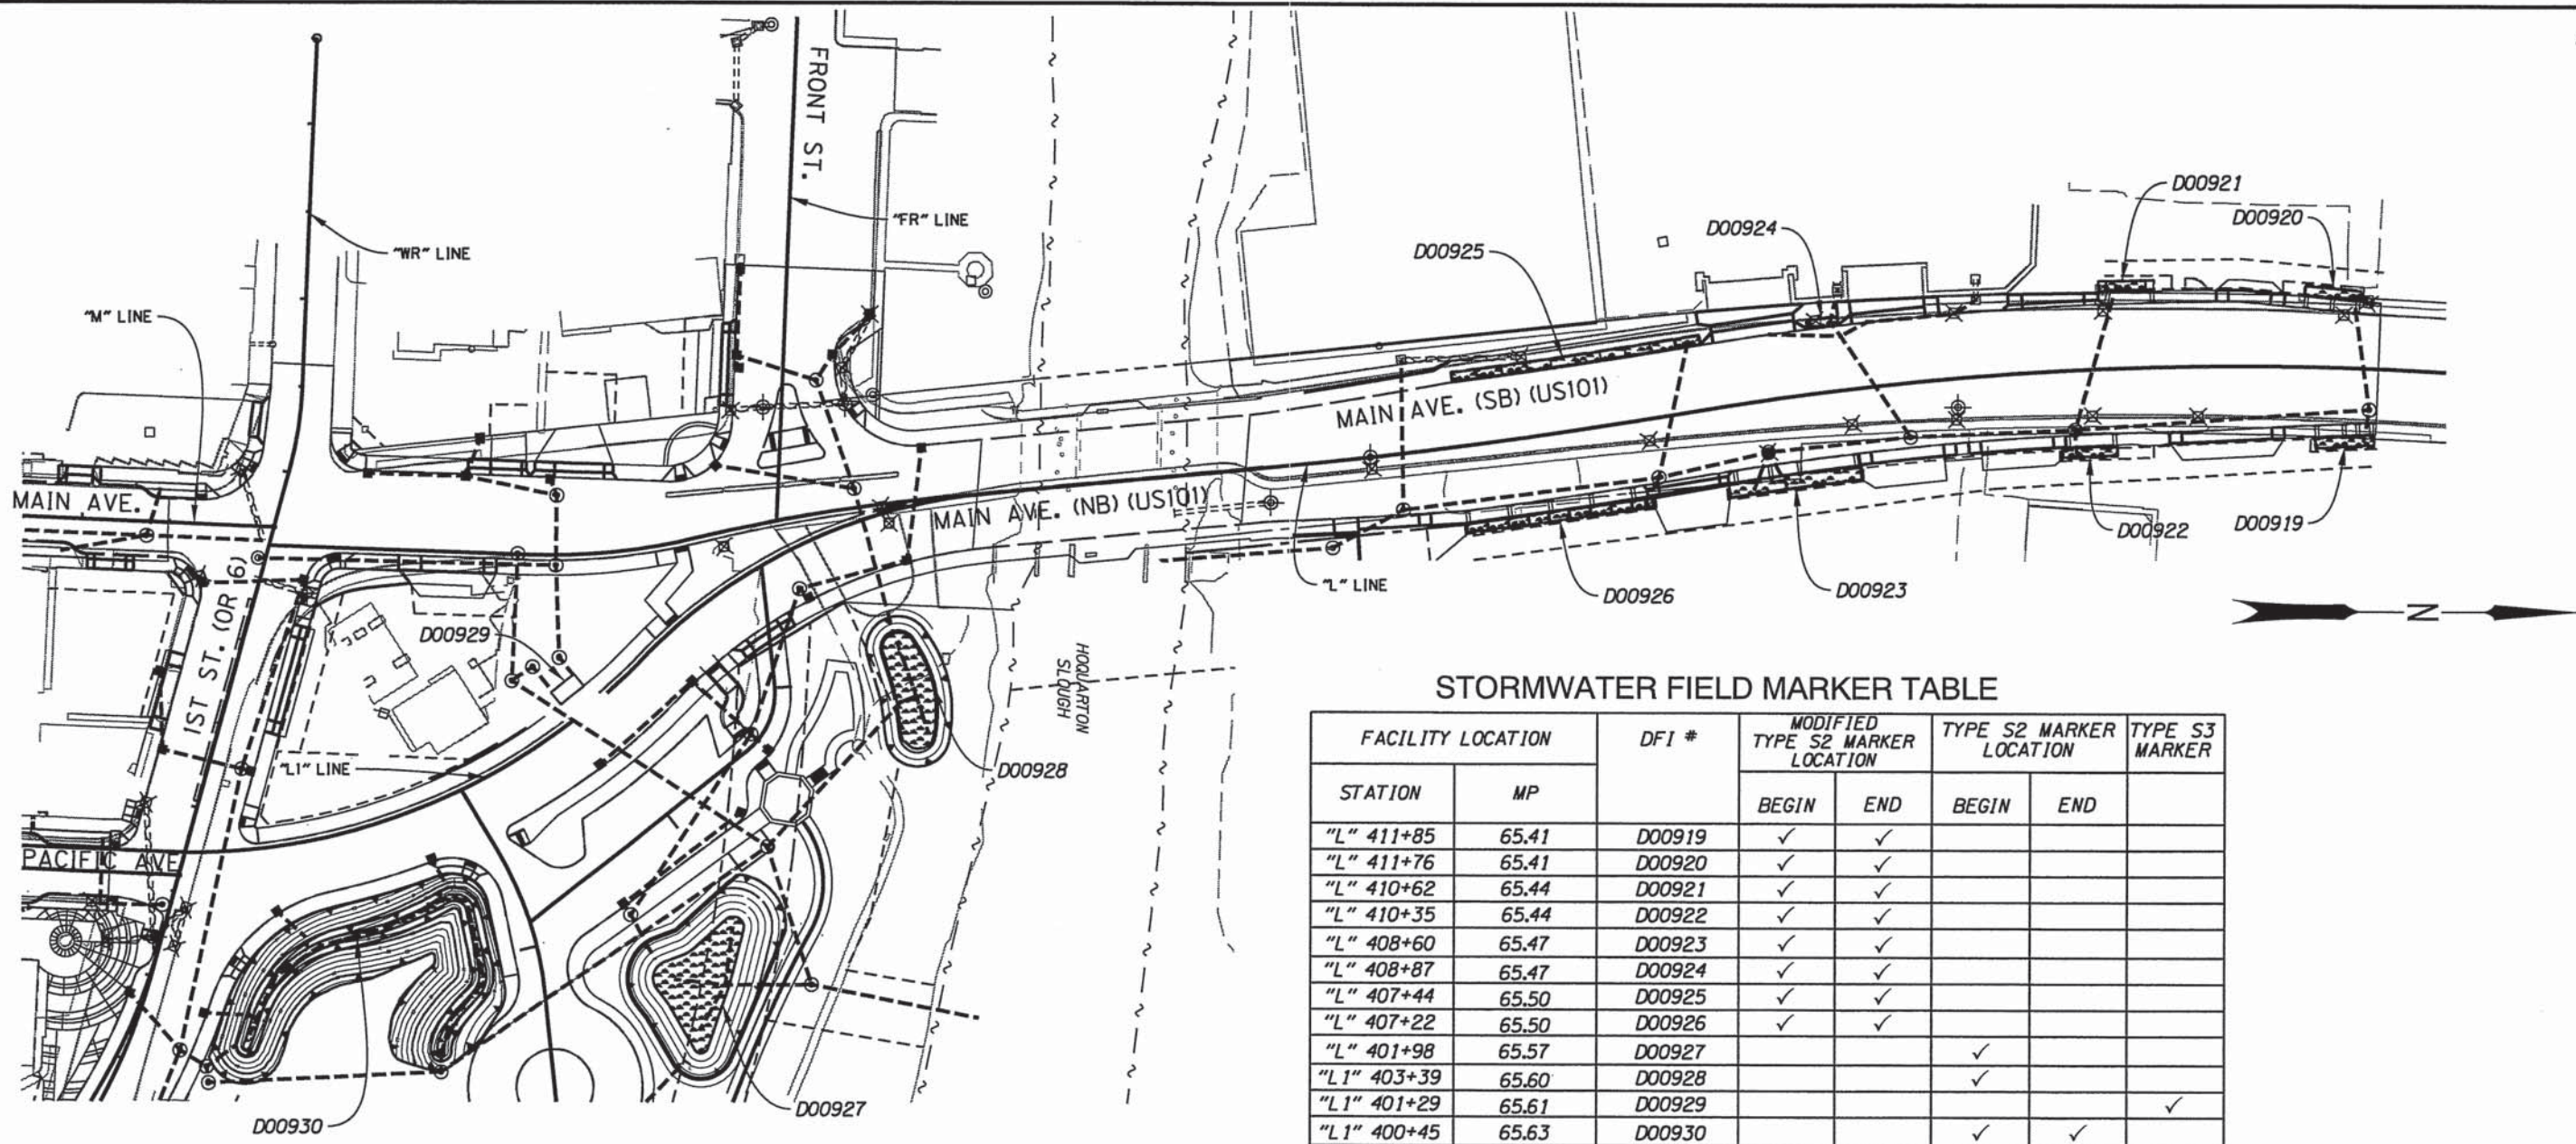 FRONT ST.
"FR" LINE
"WR" LINE
"M" LINE
D00921
D00920
D00924
D00925
MAIN AVE. (SB) (US101)
MAIN AVE.
MAIN AVE. (NB) (US101)
D00922
D00919
"L" LINE
D00926
D00923
N
1ST ST. (OR 6)
D00929
HOQUARTON
SLOUGH
"L1" LINE
D00928
PACIFIC AVE
D00927
D00930
STORMWATER FIELD MARKER TABLE
FACILITY LOCATION DFI # MODIFIED TYPE S2 MARKER LOCATION TYPE S2 MARKER LOCATION TYPE S3 MARKER
STATION MP BEGIN END BEGIN END
"L" 411+85 65.41 D00919 ✓ ✓
"L" 411+76 65.41 D00920 ✓ ✓
"L" 410+62 65.44 D00921 ✓ ✓
"L" 410+35 65.44 D00922 ✓ ✓
"L" 408+60 65.47 D00923 ✓ ✓
"L" 408+87 65.47 D00924 ✓ ✓
"L" 407+44 65.50 D00925 ✓ ✓
"L" 407+22 65.50 D00926 ✓ ✓
"L" 401+98 65.57 D00927 ✓
"L1" 403+39 65.60 D00928 ✓
"L1" 401+29 65.61 D00929 ✓
"L1" 400+45 65.63 D00930 ✓ ✓